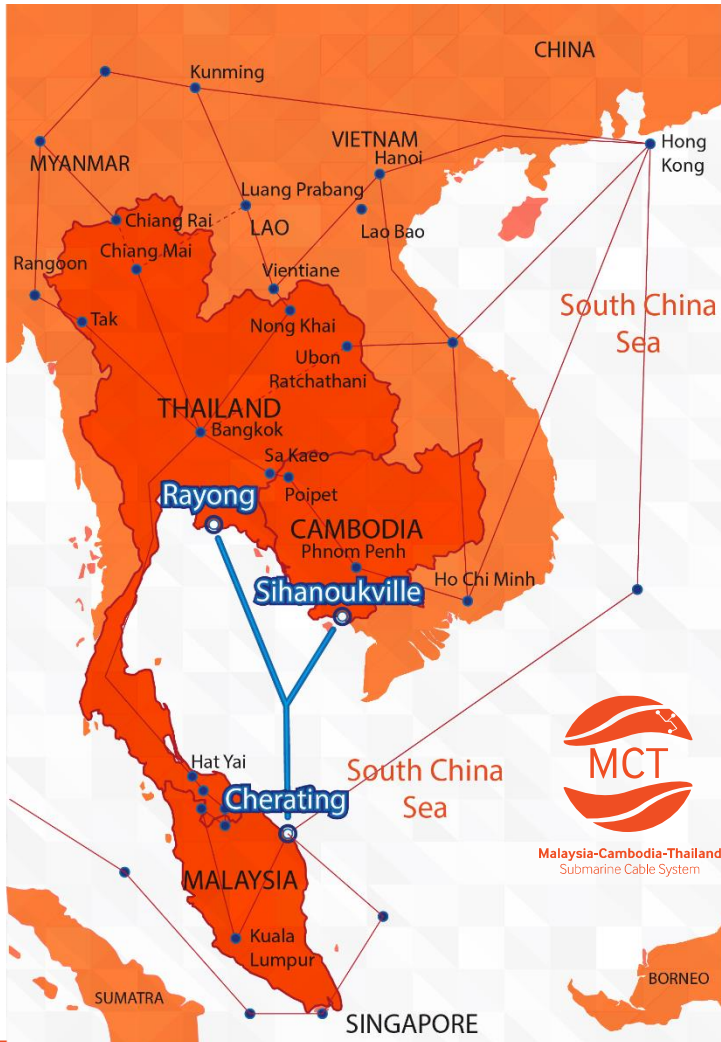 CHINA
Kunming
VIETNAM
Hanoi
Hong
Kong
MYANMAR
Luang Prabang
Chiang Rai
LAO
Lao Bao
Chiang Mai
Rangoon
Vientiane
Tak
Nong Khai
South China
Sea
Ubon
Ratchathani
THAILAND
Bangkok
Sa Kaeo
Rayong
Poipet
CAMBODIA
Phnom Penh
Sihanoukville
Ho Chi Minh
Hat Yai
South China
Sea
MCT
Cherating
Malaysia-Cambodia-Thailand
Submarine Cable System
MALAYSIA
Kuala
Lumpur
SUMATRA
BORNEO
SINGAPORE